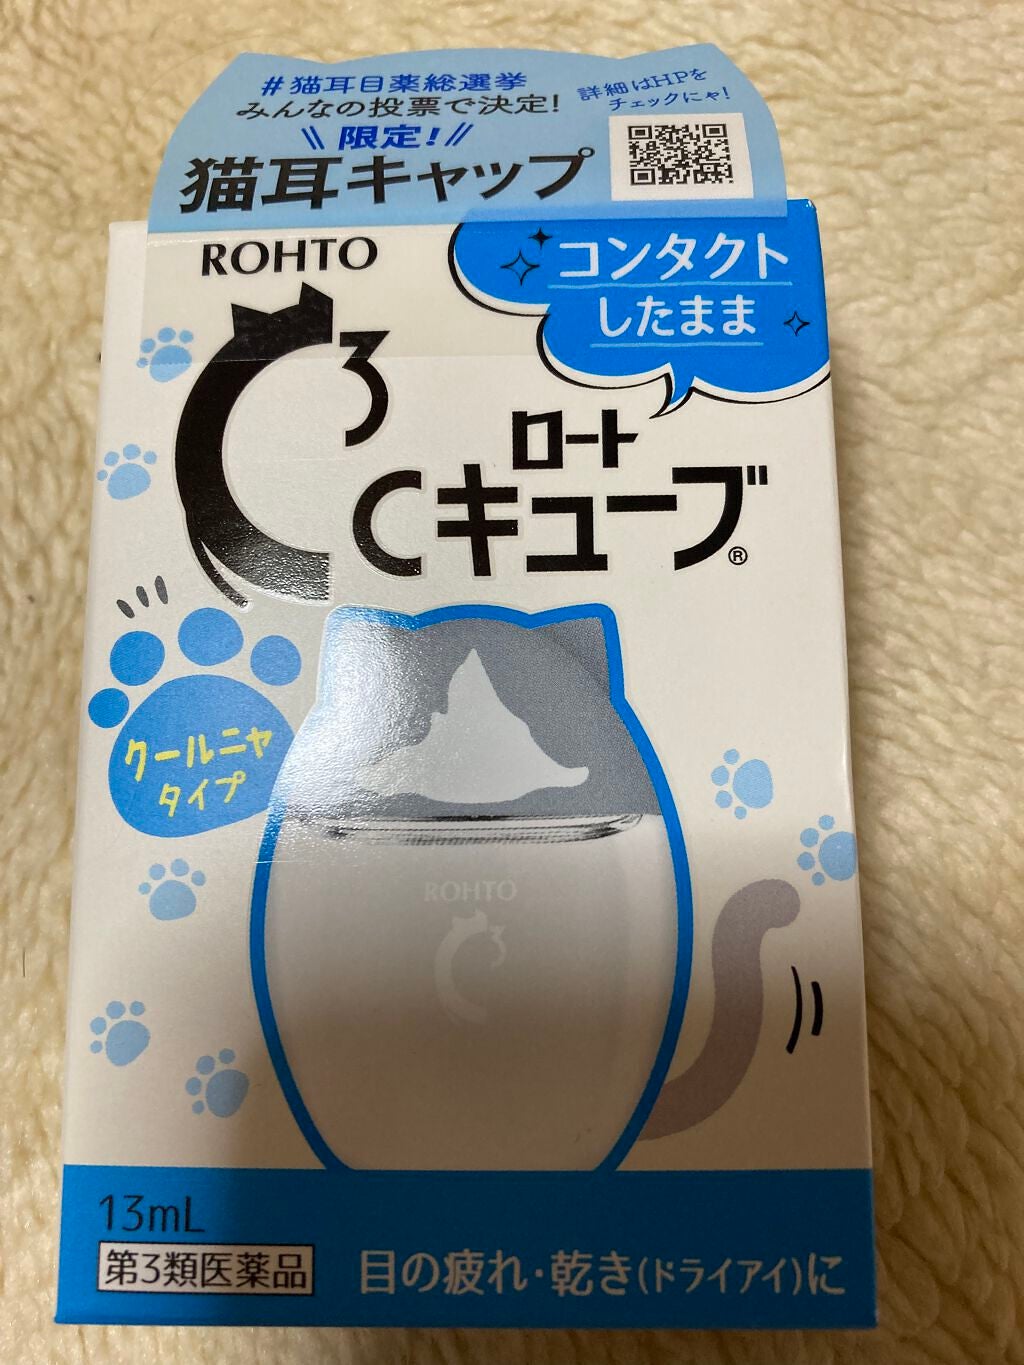 #猫耳目薬総選挙
みんなの投票で決定!
限定!
猫耳キャップ
詳細はHPを
チェックにャ!
ROHTO
コンタクト
したまま
C3
ロート
Cキューブ®
クールニャ
タイプ
ROHTO
C3
13mL
第3類医薬品
目の疲れ・乾き(ドライアイ)に